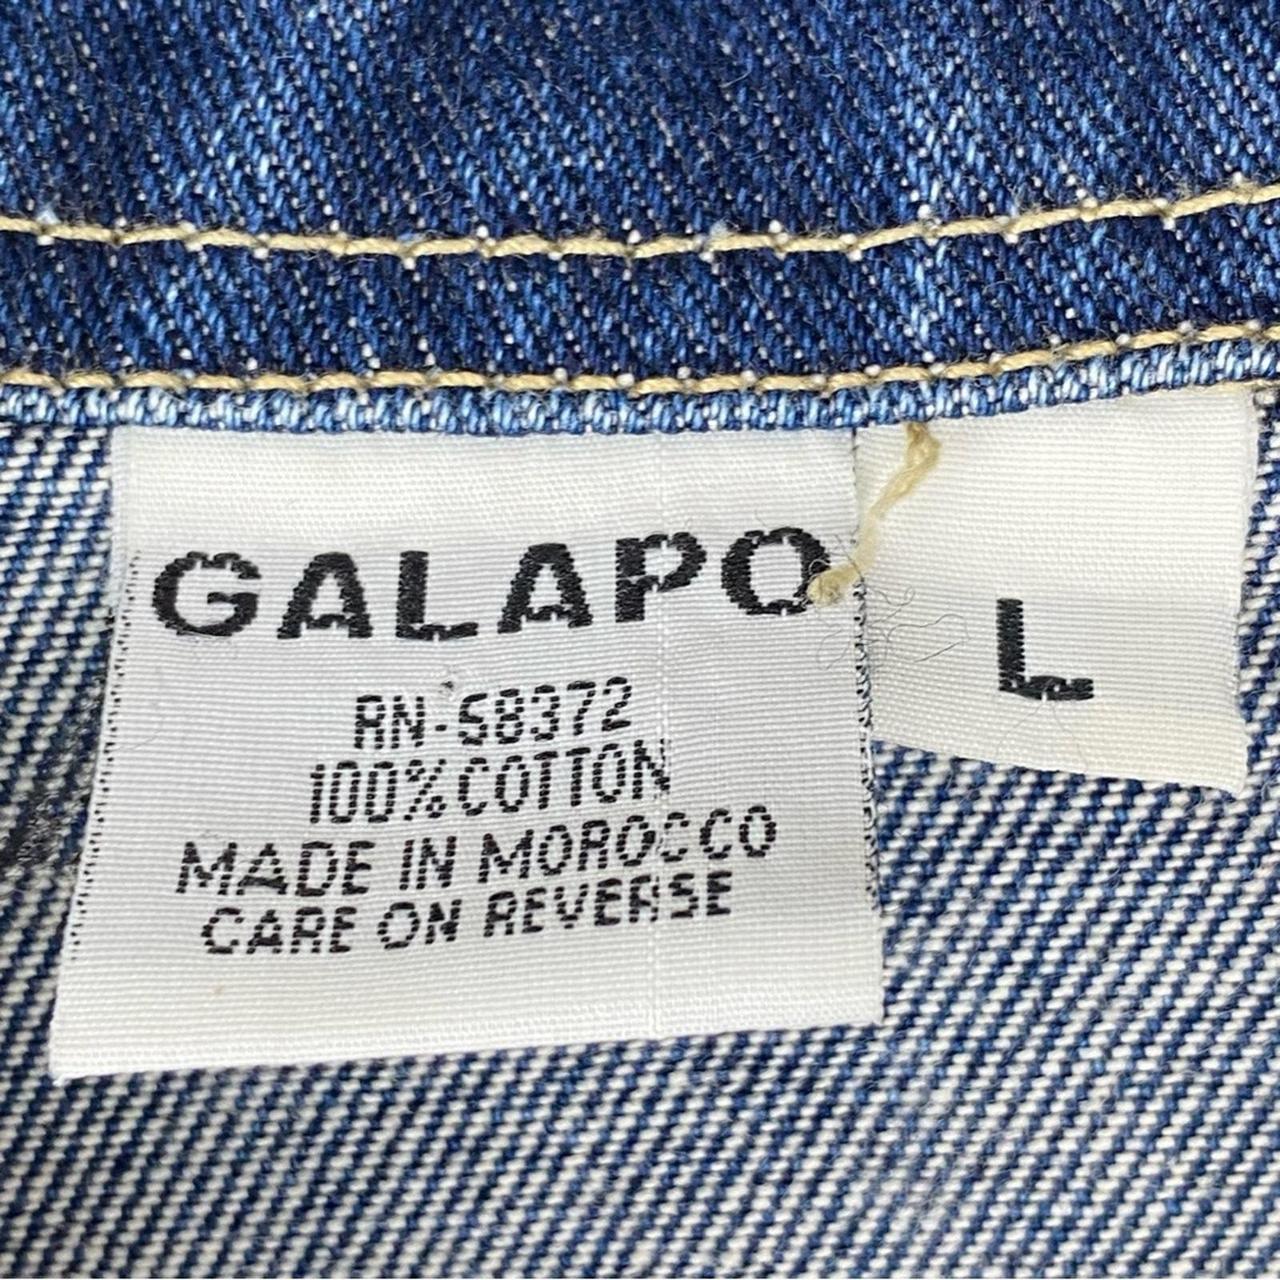 GALAPO
L
RN-58372
100% COTTON
MADE IN MOROCCO
CARE ON REVERSE